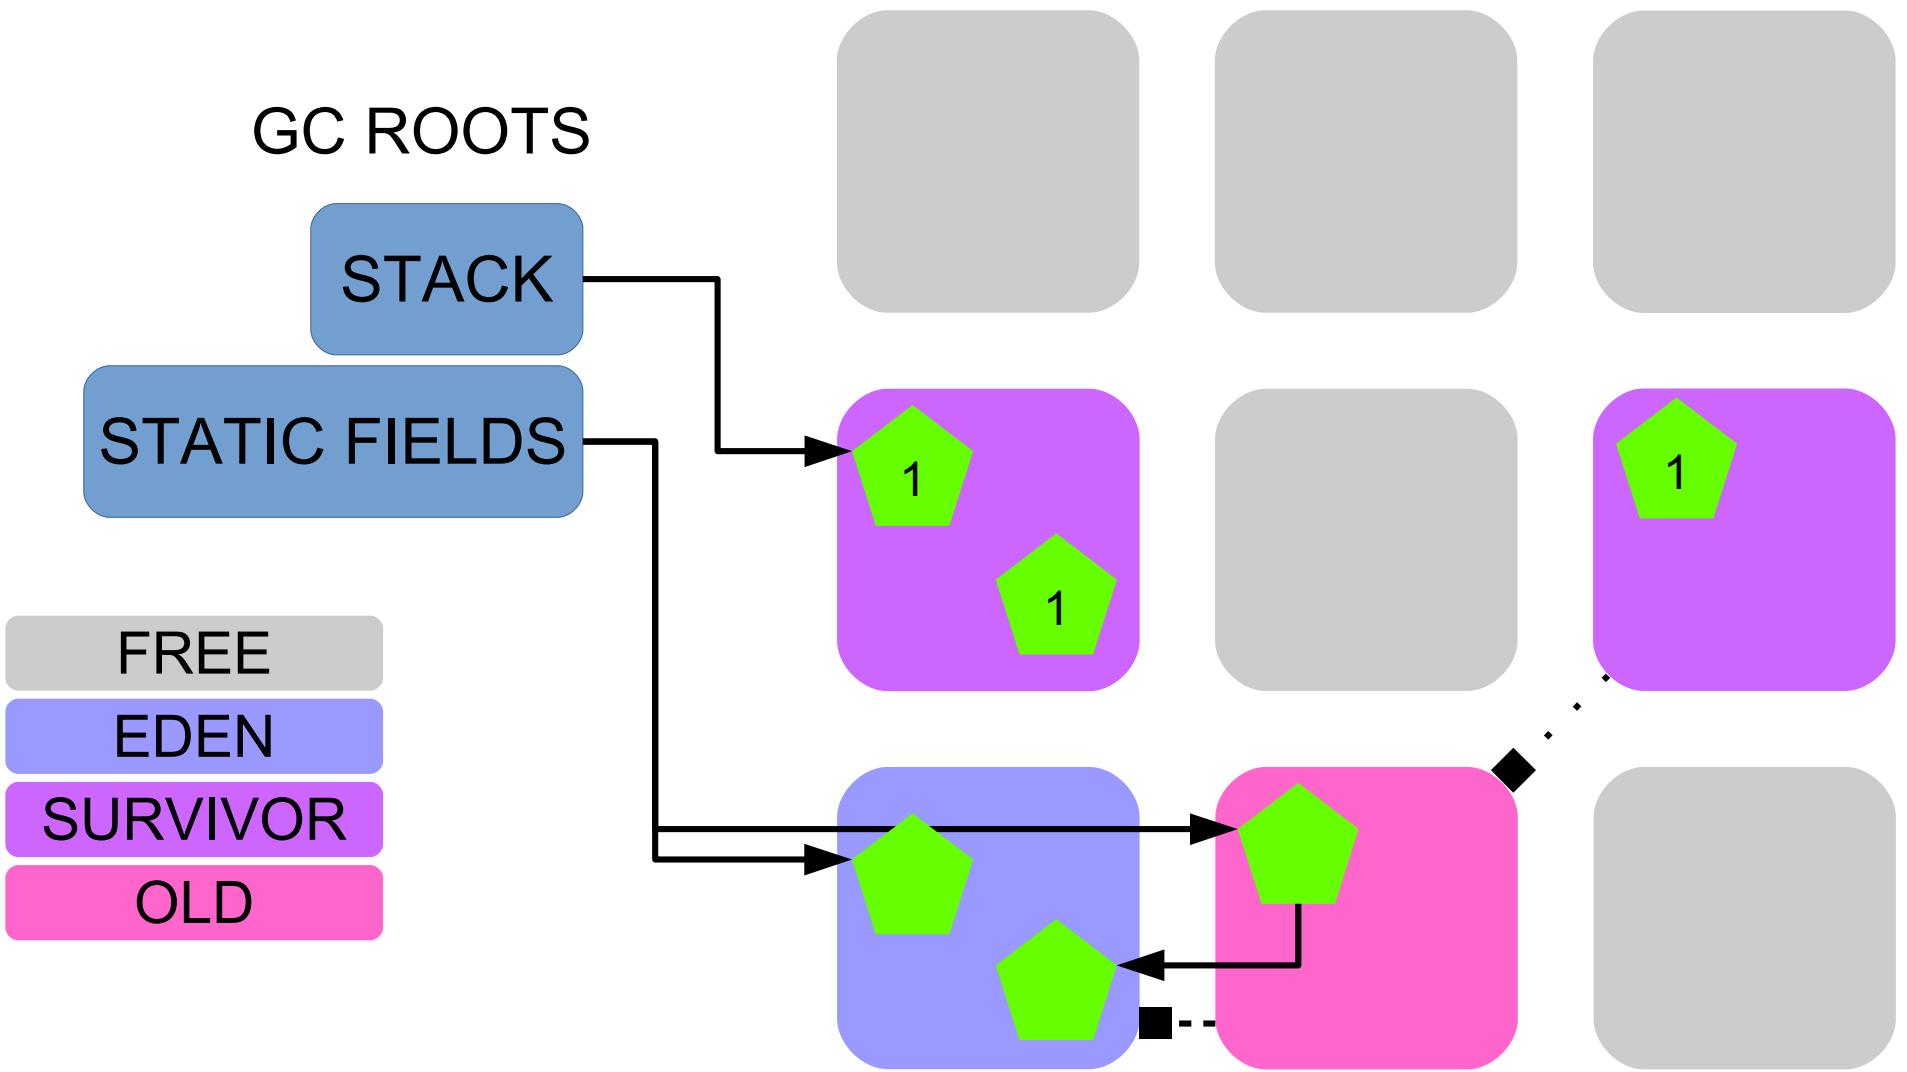 GC ROOTS
STACK
STATIC FIELDS
1
1
1
FREE
EDEN
SURVIVOR
OLD